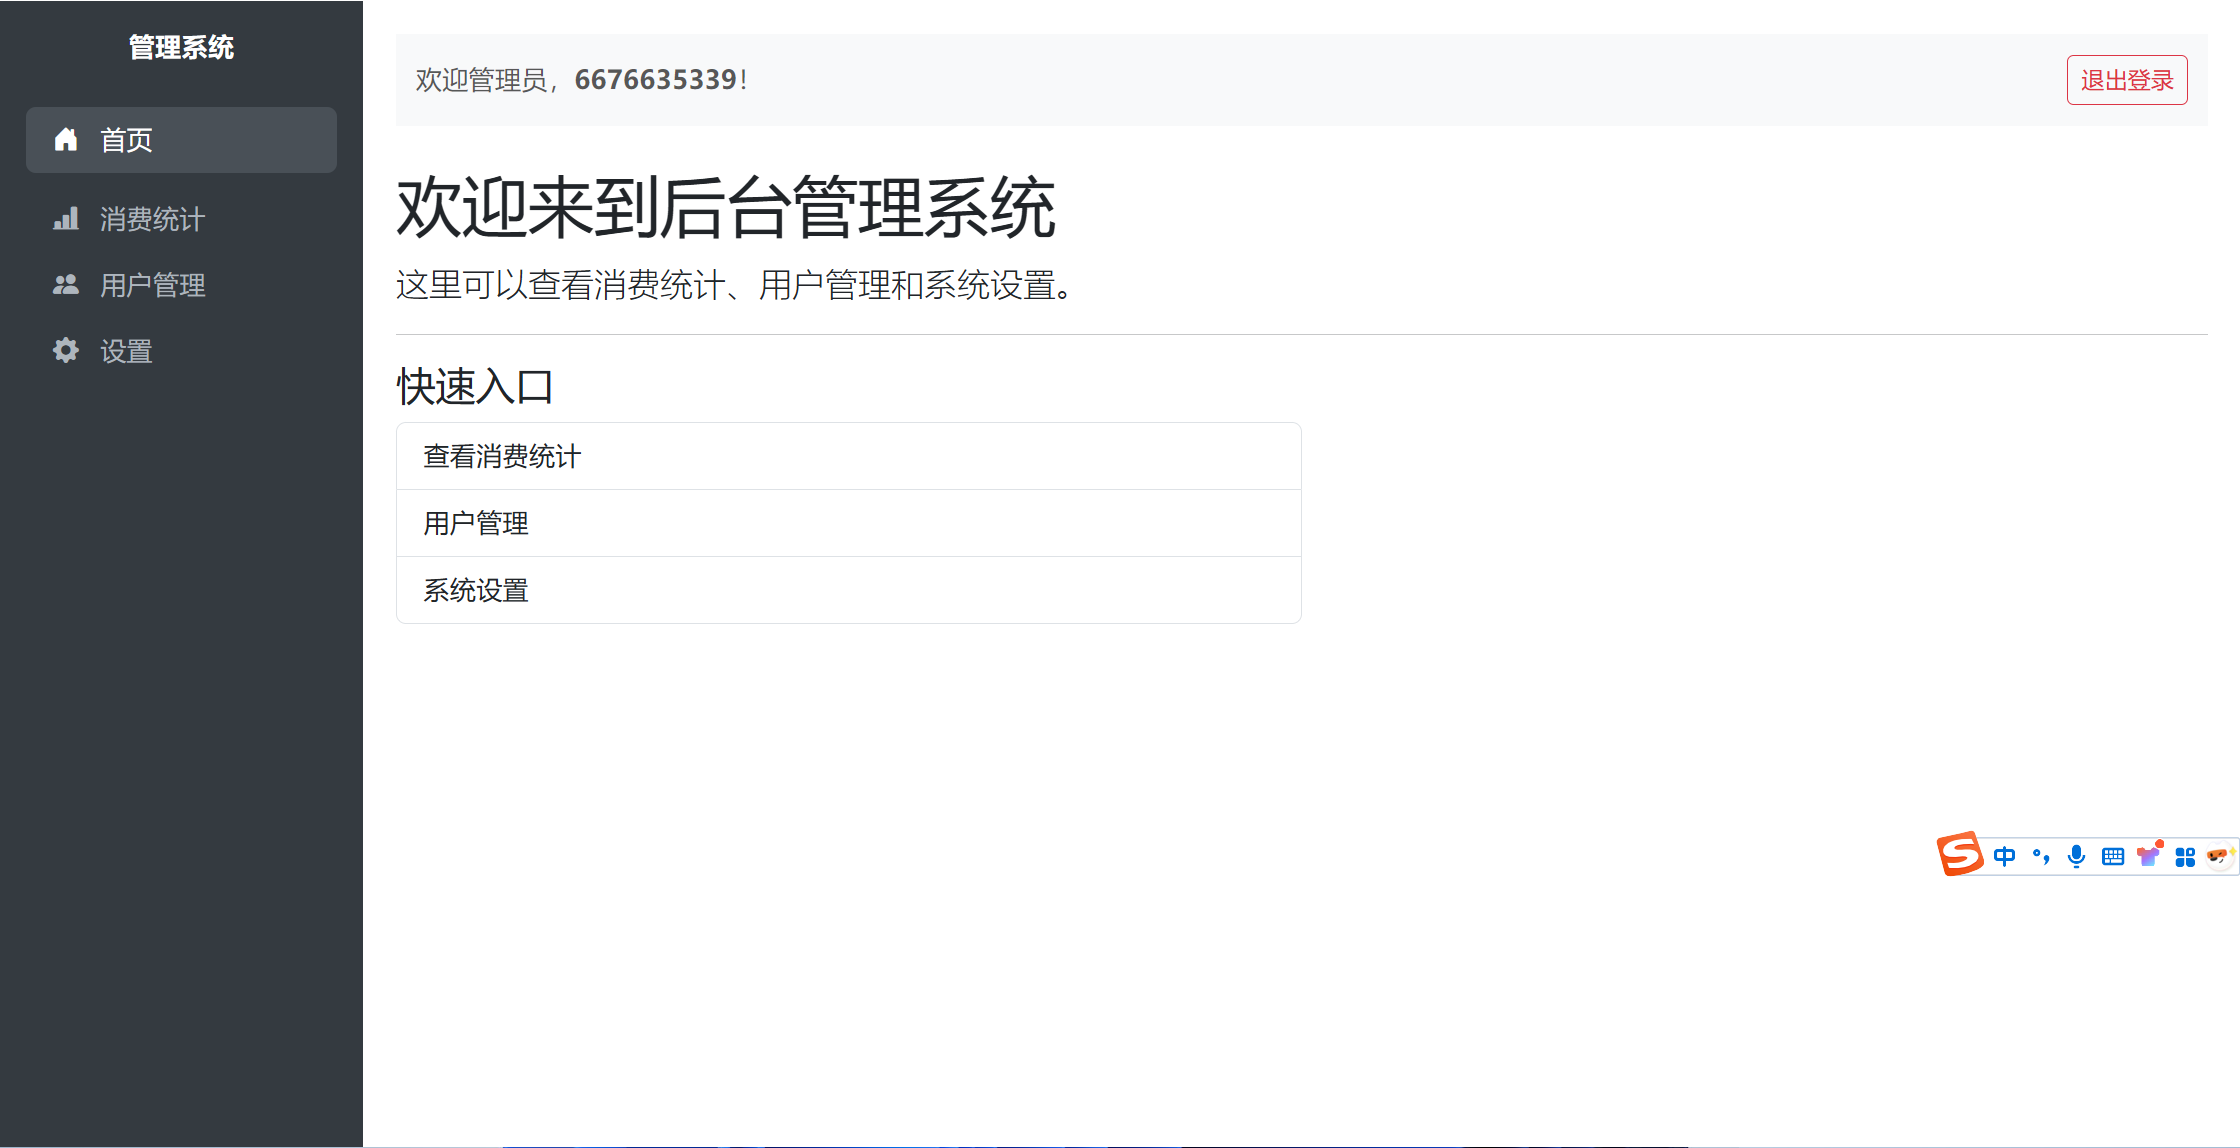 管理系统
首页
消费统计
用户管理
设置
欢迎管理员，6676635339！
退出登录
欢迎来到后台管理系统
这里可以查看消费统计、用户管理和系统设置。
快速入口
查看消费统计
用户管理
系统设置
S 中